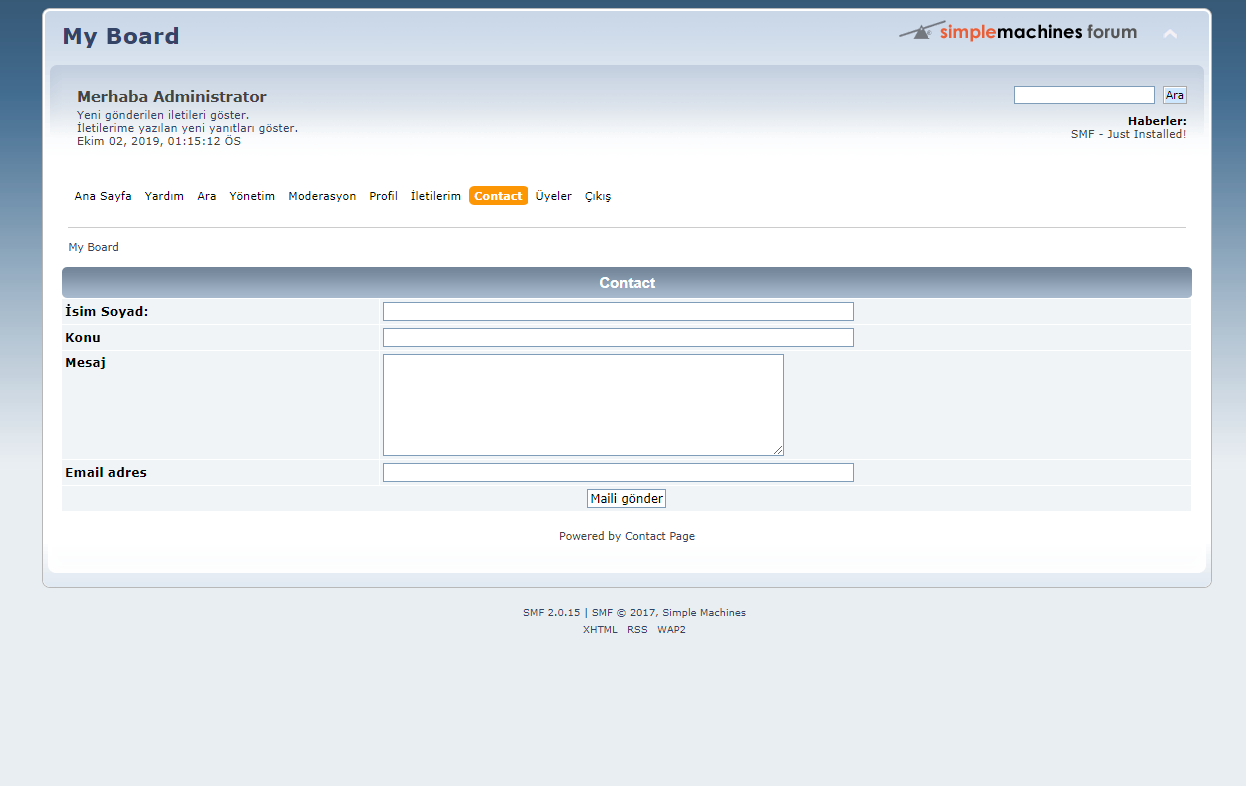 My Board
simplemachines forum
Merhaba Administrator
Yeni gönderilen iletileri göster.
İletilerime yazılan yeni yanıtları göster.
Ekim 02, 2019, 01:15:12 ÖS
Ara
Haberler:
SMF - Just Installed!
Ana Sayfa Yardım Ara Yönetim Moderasyon Profil İletilerim Contact Üyeler Çıkış
My Board
Contact
İsim Soyad:
Konu
Mesaj
Email adres
Maili gönder
Powered by Contact Page
SMF 2.0.15 | SMF © 2017, Simple Machines
XHTML RSS WAP2